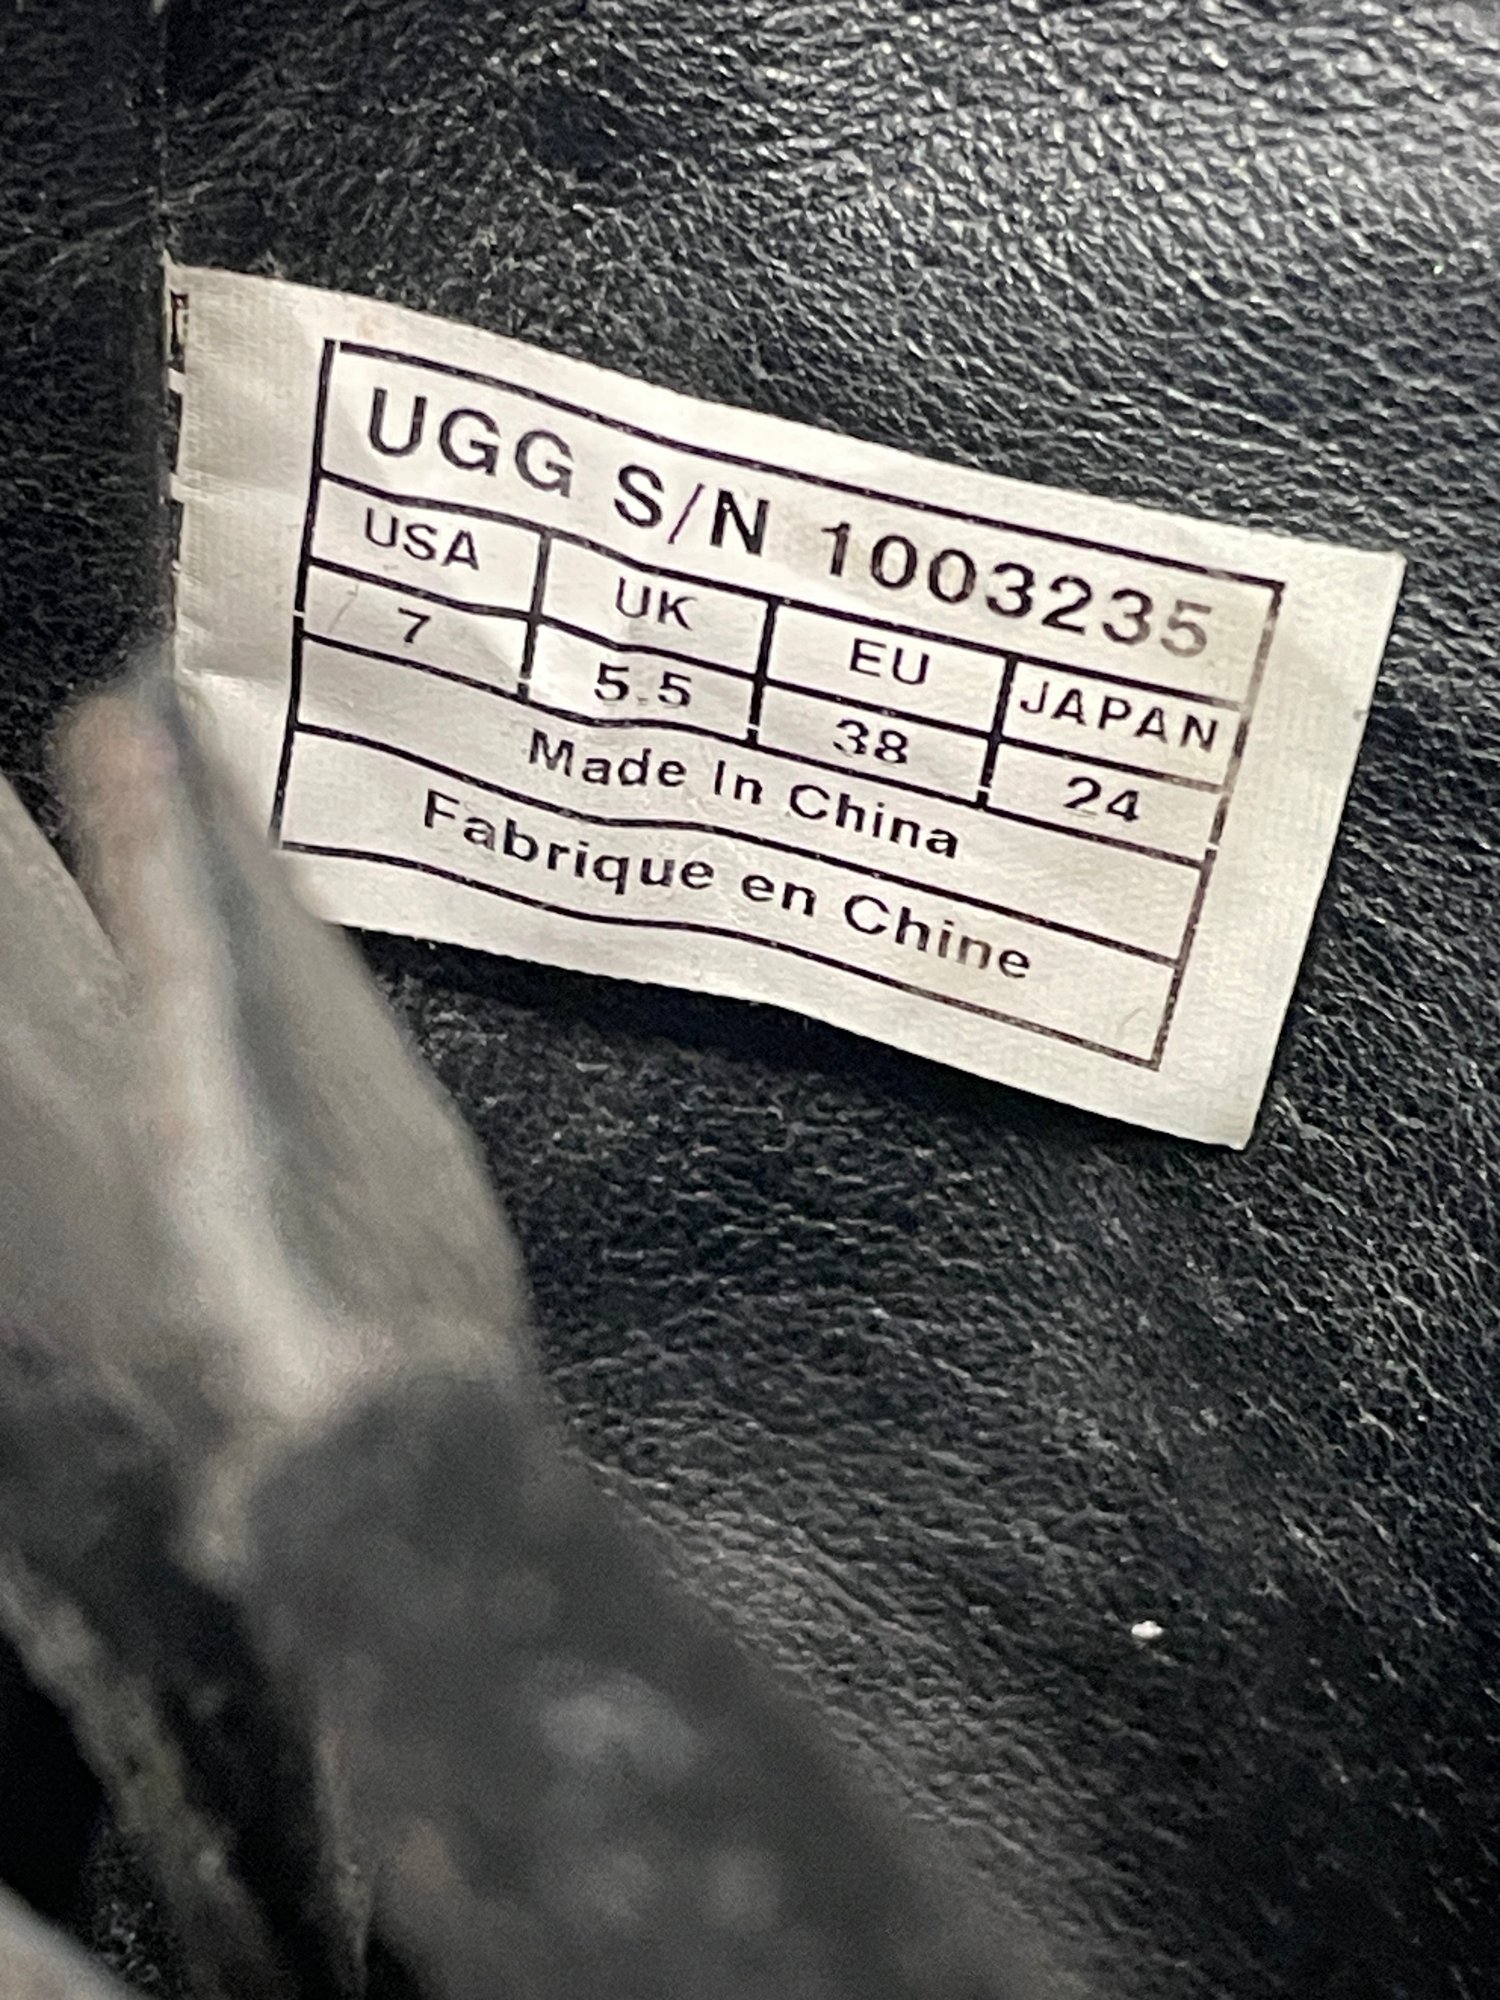 UGG S/N 1003235
USA UK EU JAPAN
7 5.5 38 24
Made In China
Fabrique en Chine